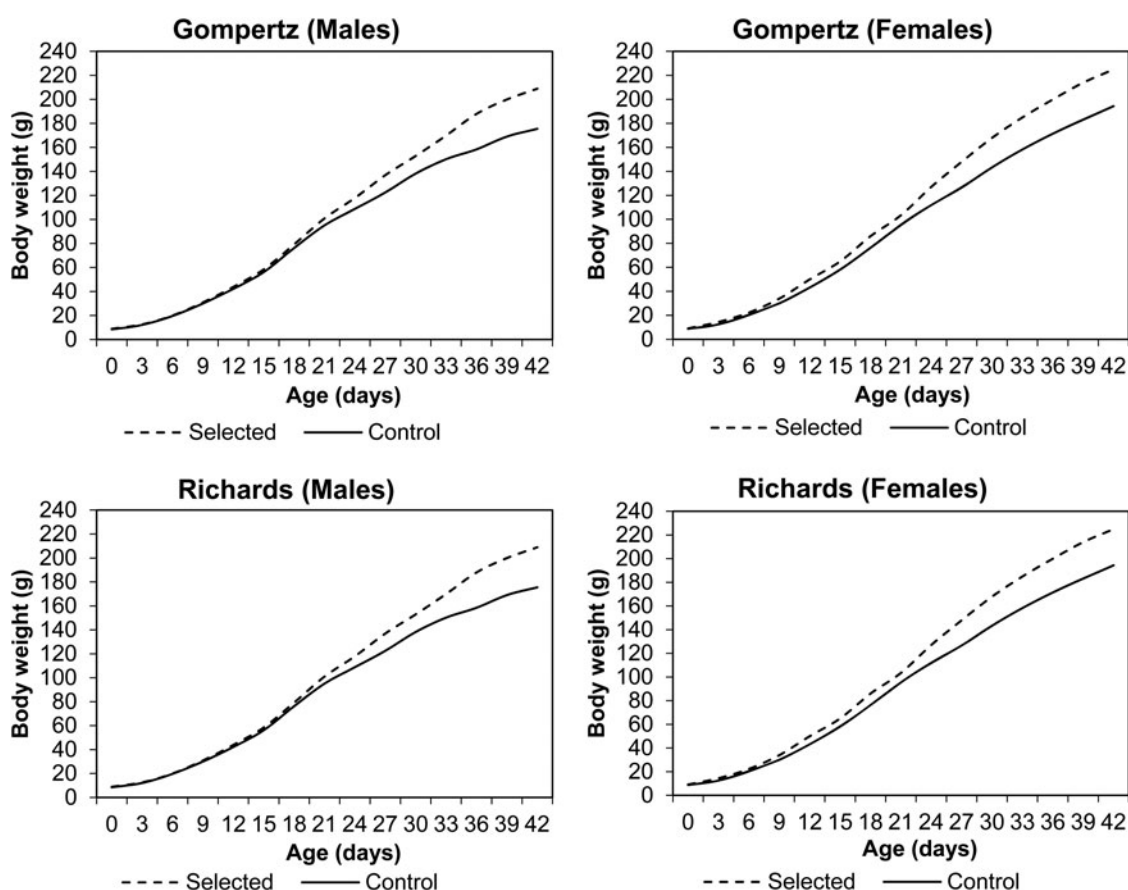 Gompertz (Males)
240
220
200
180
160
140
120
100
80
60
40
20
0
Body weight (g)
0 3 6 9 12 15 18 21 24 27 30 33 36 39 42
Age (days)
Selected Control
Gompertz (Females)
240
220
200
180
160
140
120
100
80
60
40
20
0
Body weight (g)
0 3 6 9 12 15 18 21 24 27 30 33 36 39 42
Age (days)
Selected Control
Richards (Males)
240
220
200
180
160
140
120
100
80
60
40
20
0
Body weight (g)
0 3 6 9 12 15 18 21 24 27 30 33 36 39 42
Age (days)
Selected Control
Richards (Females)
240
220
200
180
160
140
120
100
80
60
40
20
0
Body weight (g)
0 3 6 9 12 15 18 21 24 27 30 33 36 39 42
Age (days)
Selected Control